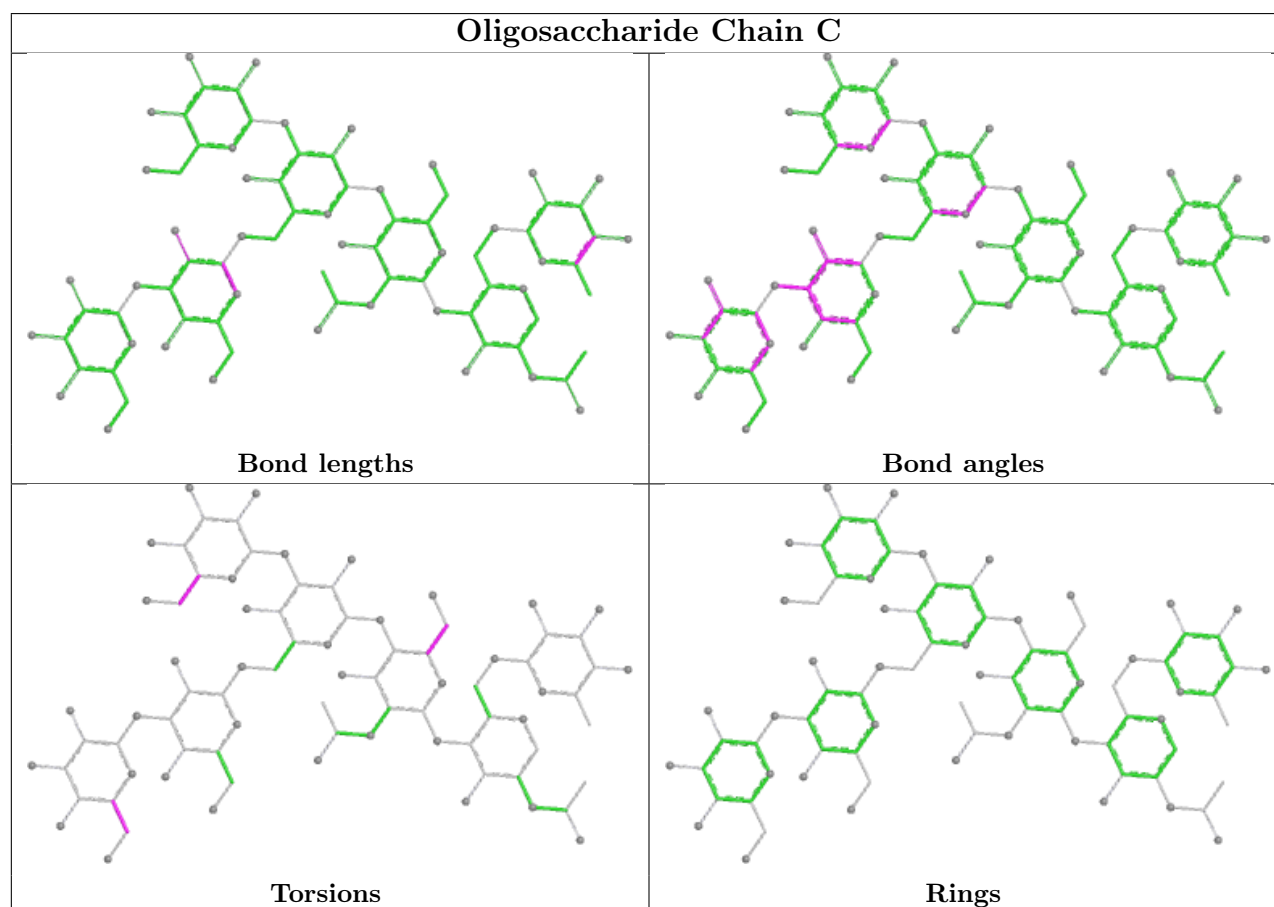 Oligosaccharide Chain C
Bond lengths
Bond angles
Torsions
Rings